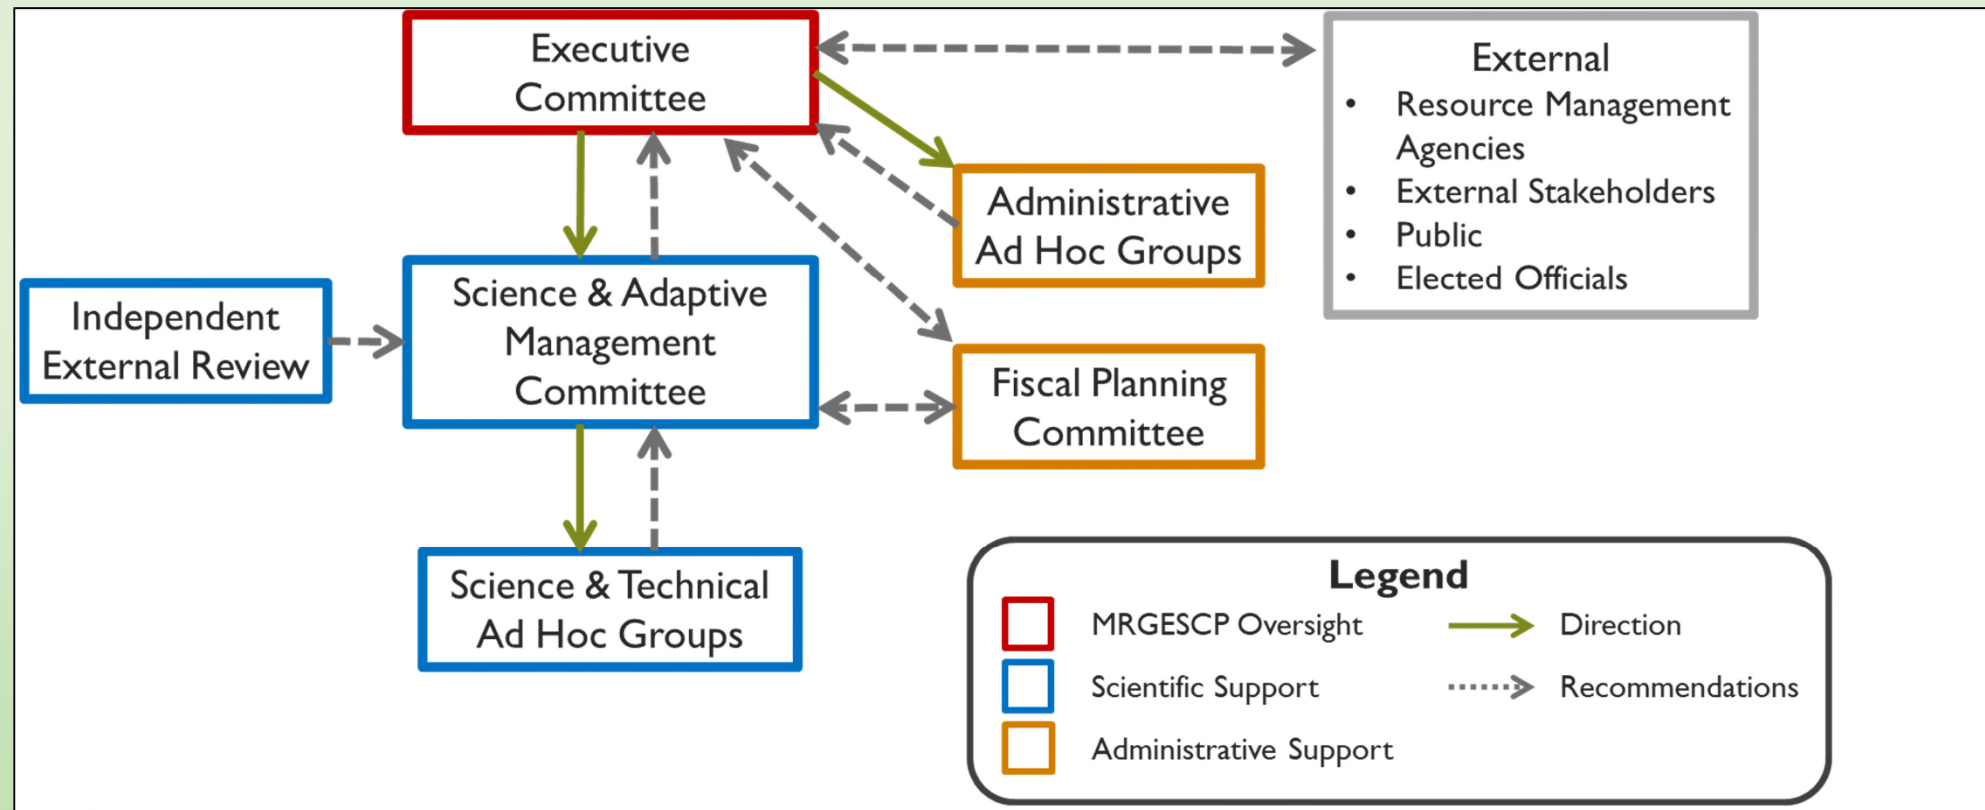 Executive
Committee
External
• Resource Management
Agencies
• External Stakeholders
• Public
• Elected Officials
Administrative
Ad Hoc Groups
Independent
External Review
Science & Adaptive
Management
Committee
Fiscal Planning
Committee
Science & Technical
Ad Hoc Groups
Legend
MRGESCP Oversight
Direction
Scientific Support
Recommendations
Administrative Support